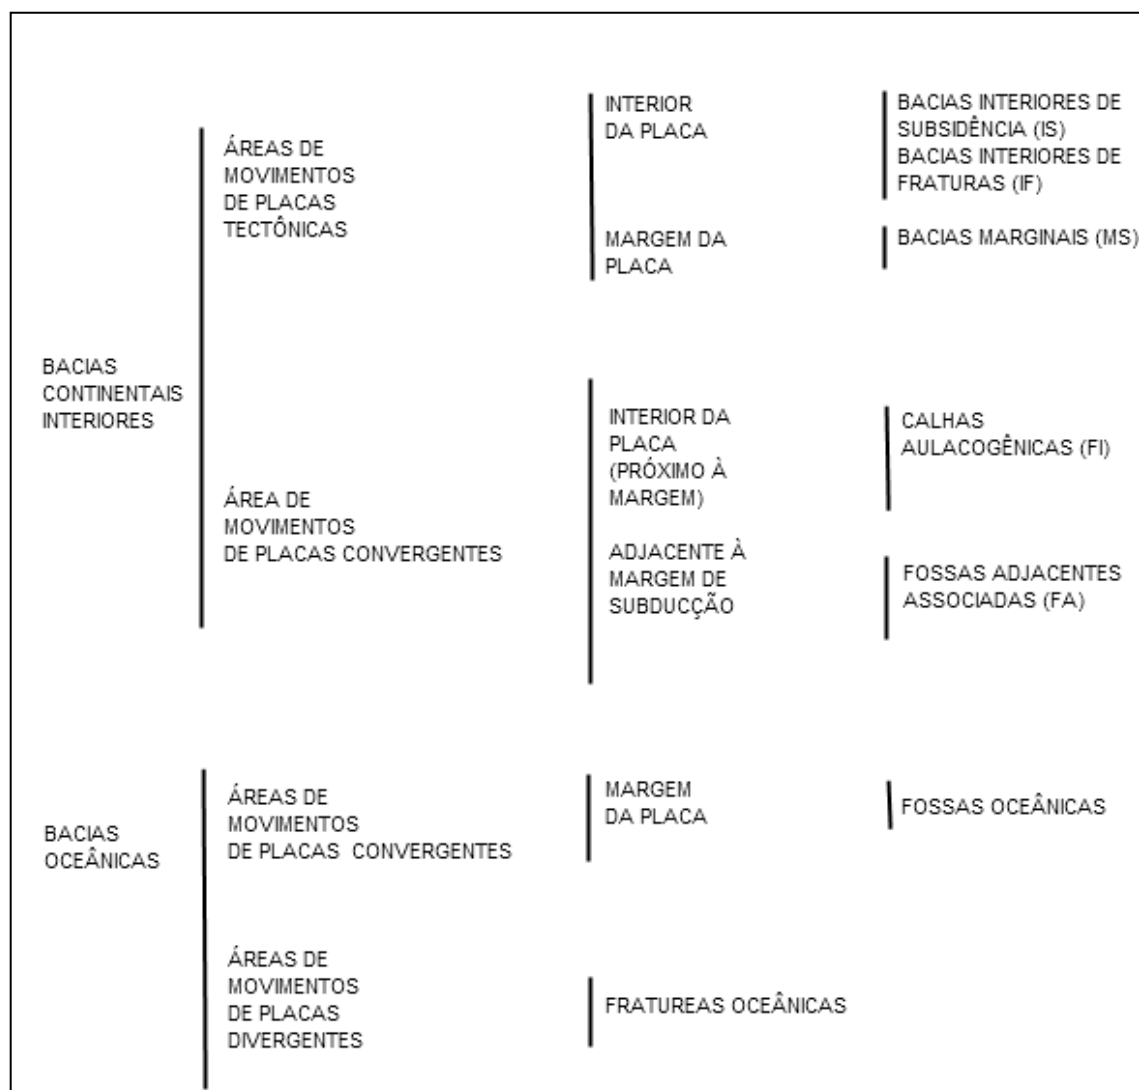 BACIAS
CONTINENTAIS
INTERIORES
ÁREAS DE
MOVIMENTOS
DE PLACAS
TECTÔNICAS
INTERIOR
DA PLACA
BACIAS INTERIORES DE
SUBSIDÊNCIA (IS)
BACIAS INTERIORES DE
FRATURAS (IF)
MARGEM DA
PLACA
BACIAS MARGINAIS (MS)
ÁREA DE
MOVIMENTOS
DE PLACAS CONVERGENTES
INTERIOR DA
PLACA
(PRÓXIMO À
MARGEM)
CALHAS
AULACOGÊNICAS (FI)
ADJACENTE À
MARGEM DE
SUBDUCÇÃO
FOSSAS ADJACENTES
ASSOCIADAS (FA)
BACIAS
OCEÂNICAS
ÁREAS DE
MOVIMENTOS
DE PLACAS CONVERGENTES
MARGEM
DA PLACA
FOSSAS OCEÂNICAS
ÁREAS DE
MOVIMENTOS
DE PLACAS
DIVERGENTES
FRATUREAS OCEÂNICAS